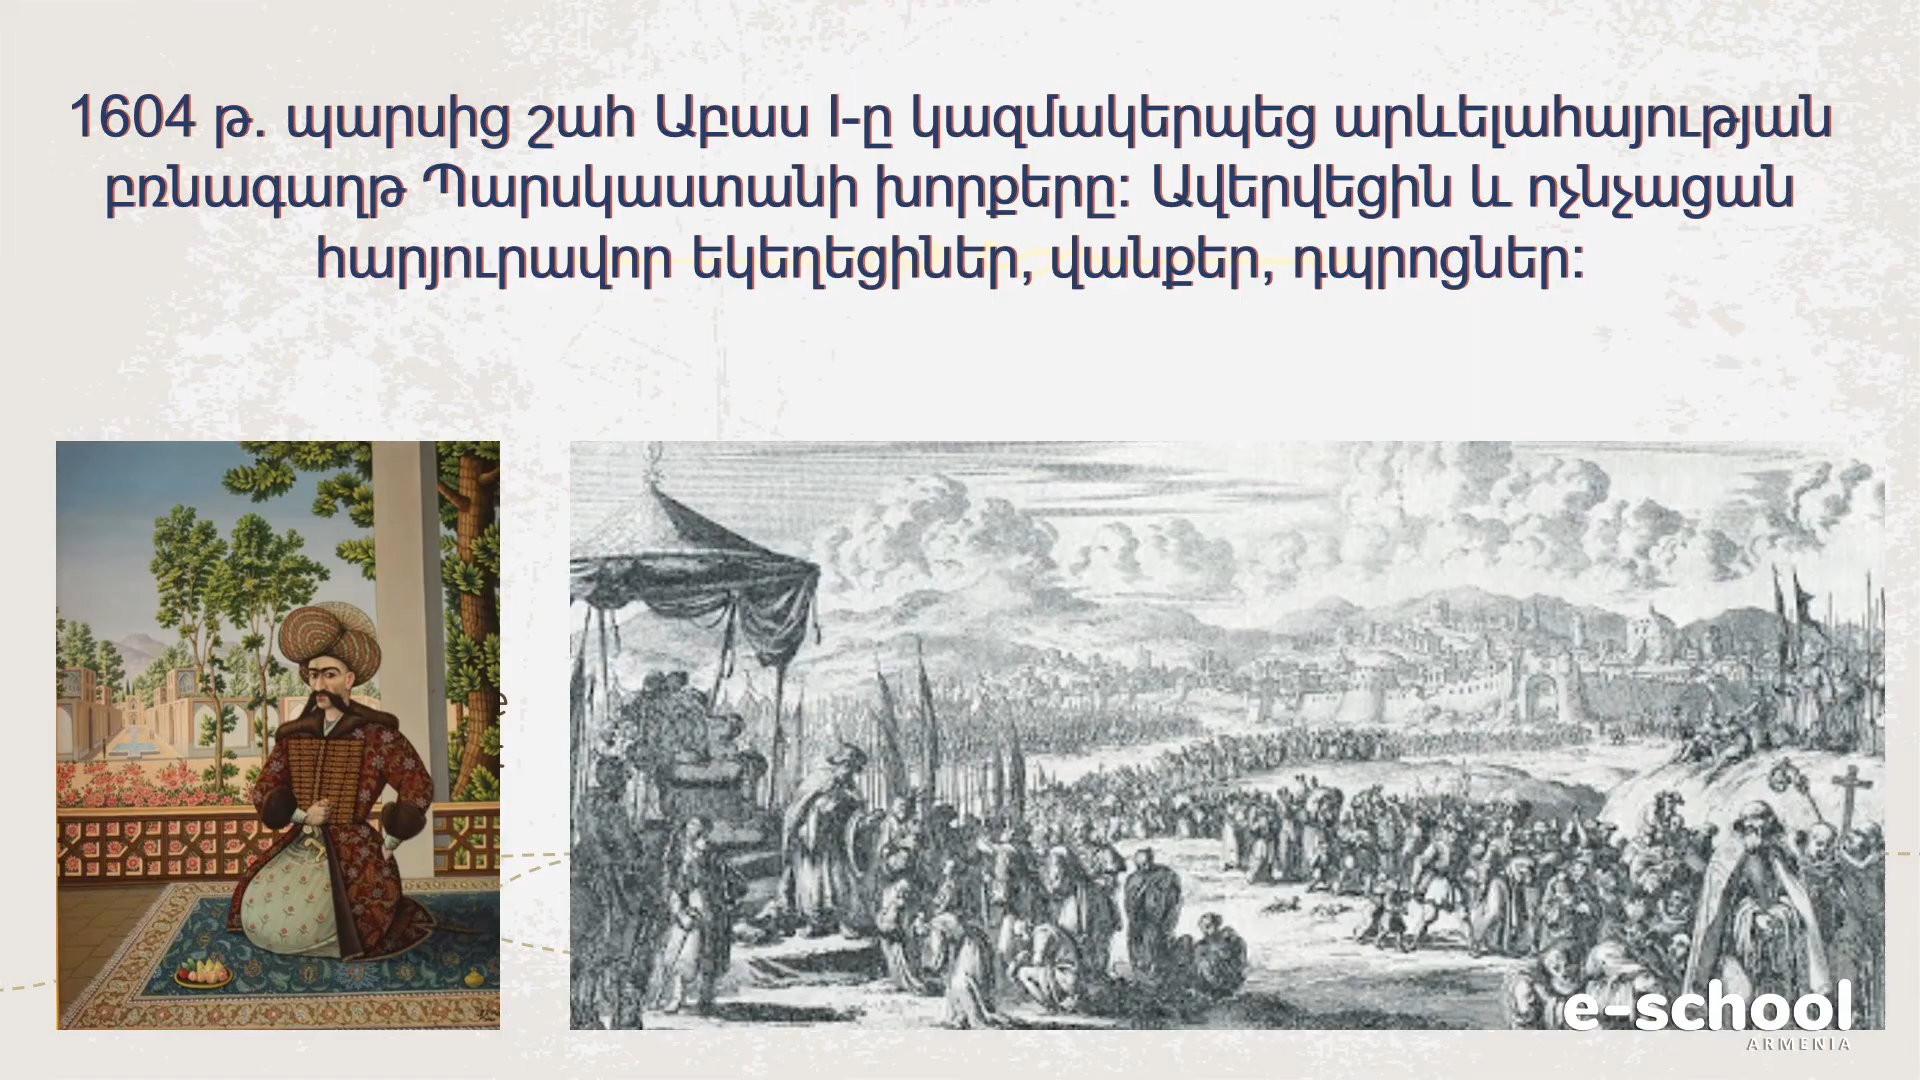 1604 թ. պարսից շահ Աբաս I-ը կազմակերպեց արևելահայության
բռնագաղթ Պարսկաստանի խորքերը: Ավերվեցին և ոչնչացան
հարյուրավոր եկեղեցիներ, վանքեր, դպրոցներ:
e-school
ARMENIA